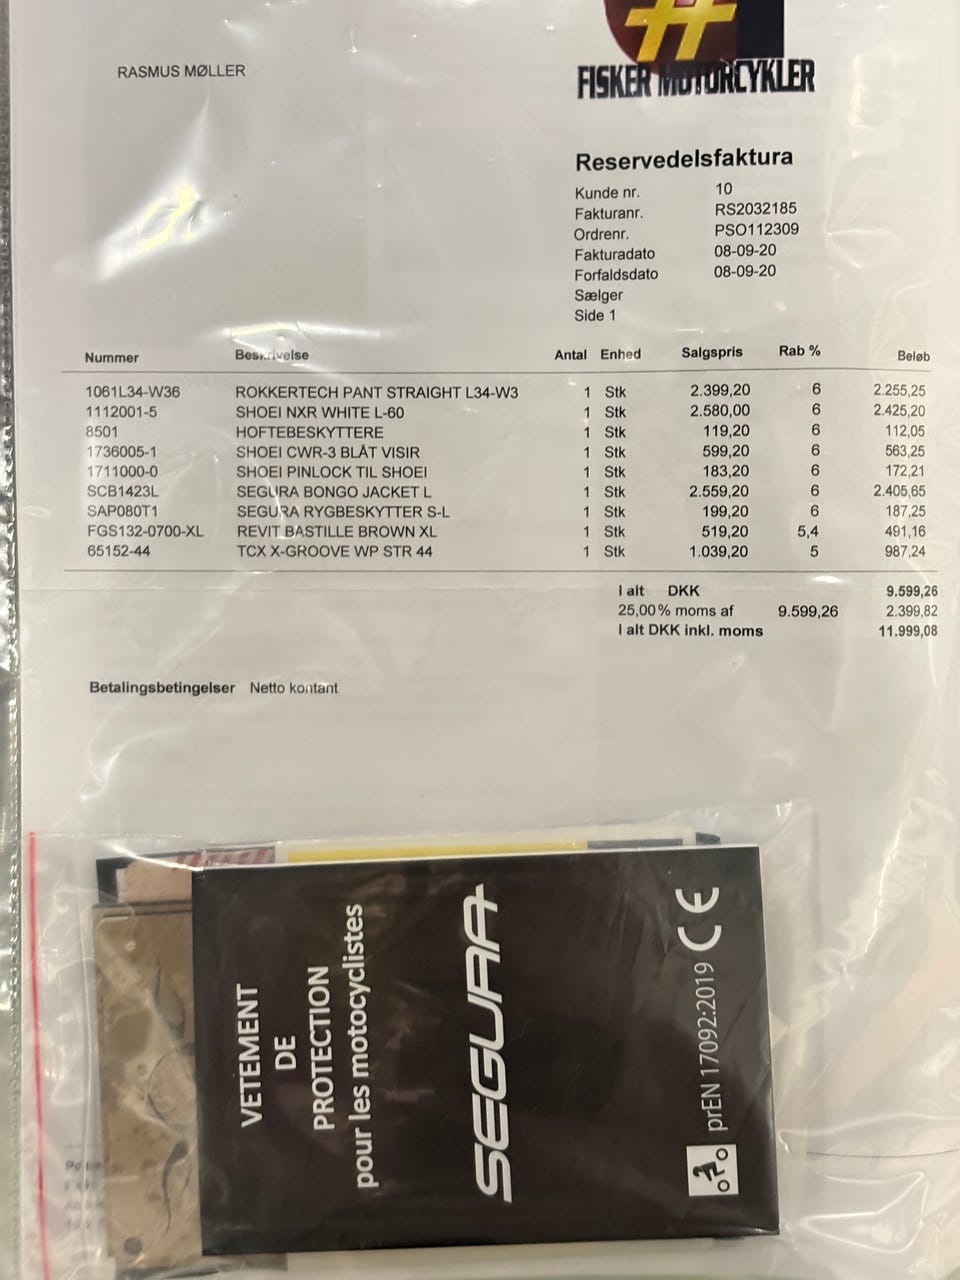 RASMUS MØLLER
FISKER MOTORCYKLER
Reservedelsfaktura
Kunde nr. 10
Fakturanr. RS2032185
Ordrenr. PSO112309
Fakturadato 08-09-20
Forfaldsdato 08-09-20
Sælger
Side 1
Nummer Beskrivelse Antal Enhed Salgspris Rab % Beløb
1061L34-W36 ROKKERTECH PANT STRAIGHT L34-W3 1 Stk 2.399,20 6 2.255,25
1112001-5 SHOEI NXR WHITE L-60 1 Stk 2.580,00 6 2.425,20
8501 HOFTEBESKYTTERE 1 Stk 119,20 6 112,05
1736005-1 SHOEI CWR-3 BLÅT VISIR 1 Stk 599,20 6 563,25
1711000-0 SHOEI PINLOCK TIL SHOEI 1 Stk 183,20 6 172,21
SCB1423L SEGURA BONGO JACKET L 1 Stk 2.559,20 6 2.405,65
SAP080T1 SEGURA RYGBESKYTTER S-L 1 Stk 199,20 6 187,25
FGS132-0700-XL REVIT BASTILLE BROWN XL 1 Stk 519,20 5,4 491,16
65152-44 TCX X-GROOVE WP STR 44 1 Stk 1.039,20 5 987,24
I alt DKK 9.599,26
25,00% moms af 9.599,26 2.399,82
I alt DKK inkl. moms 11.999,08
Betalingsbetingelser Netto kontant
VETEMENT
DE
PROTECTION
pour les motocyclistes
SEGURA
prEN 17092:2019 CE